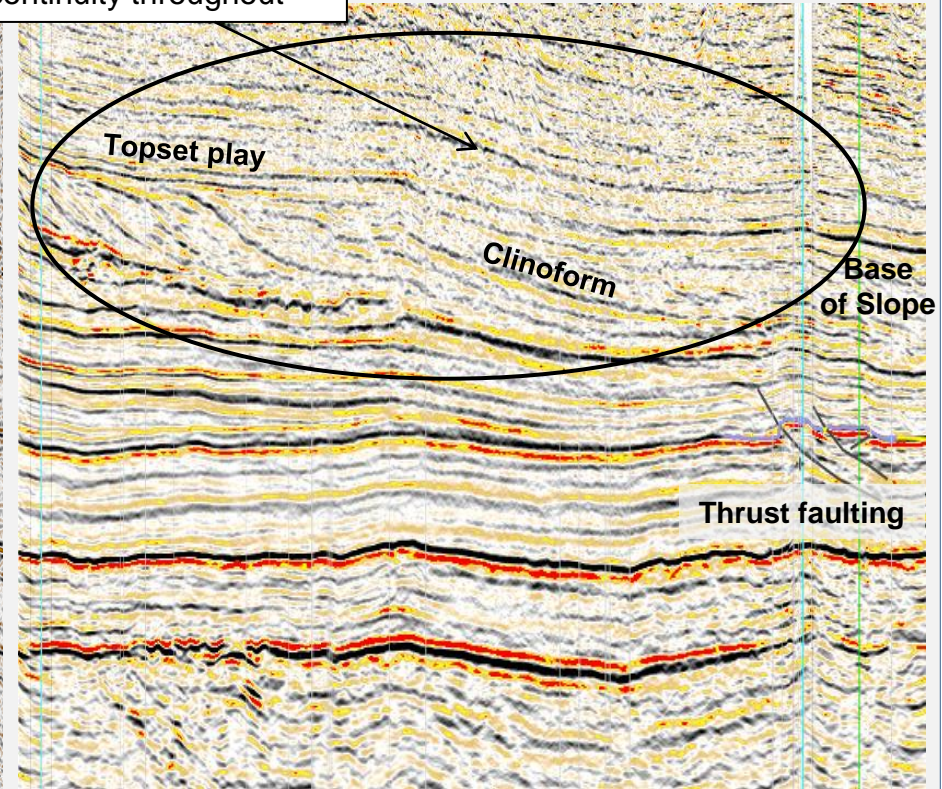 continuity throughout
Topset play
Clinoform
Base
of Slope
Thrust faulting